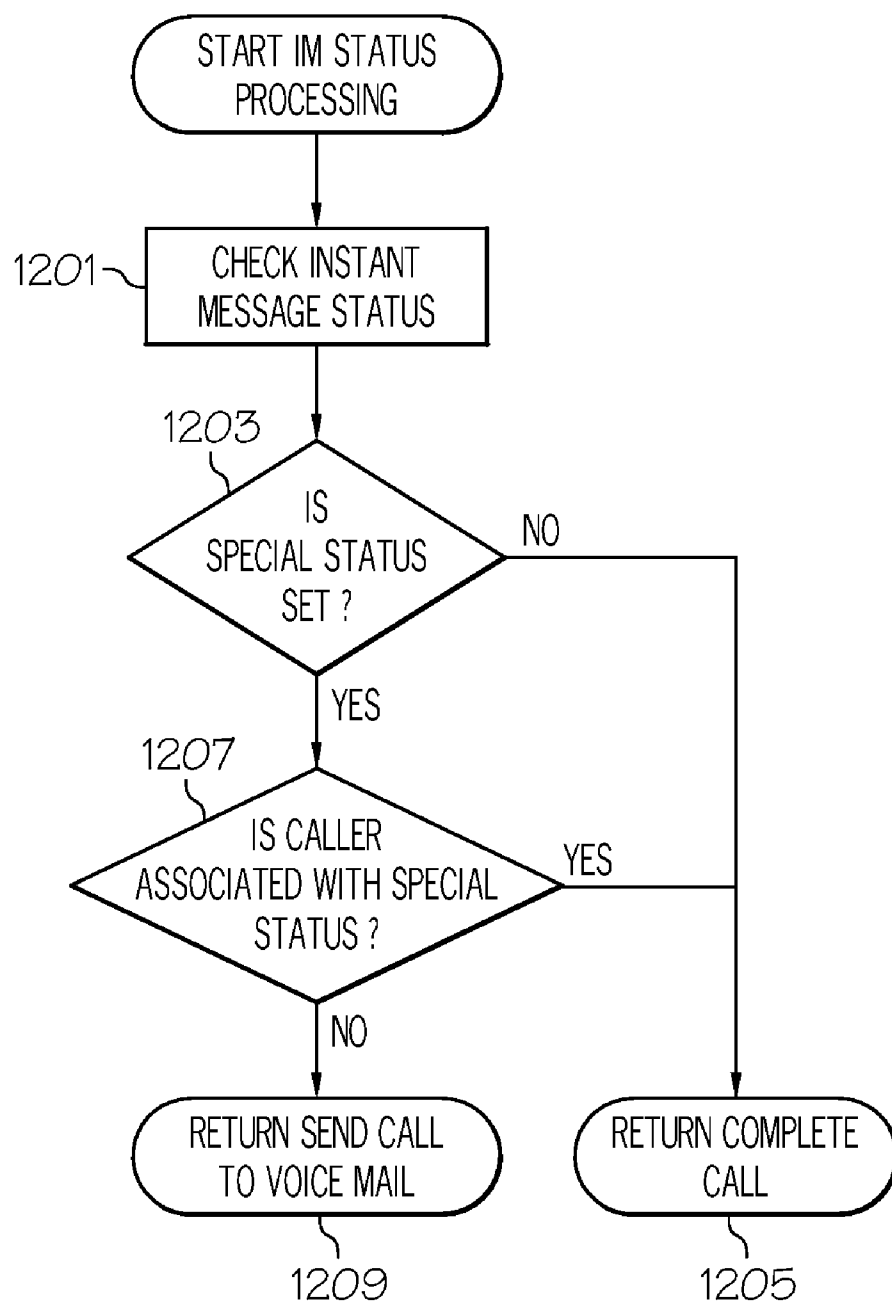 START IM STATUS
PROCESSING
1201
CHECK INSTANT
MESSAGE STATUS
1203
IS
SPECIAL STATUS
SET ?
NO
YES
1207
IS CALLER
ASSOCIATED WITH SPECIAL
STATUS ?
YES
NO
RETURN SEND CALL
TO VOICE MAIL
RETURN COMPLETE
CALL
1209
1205